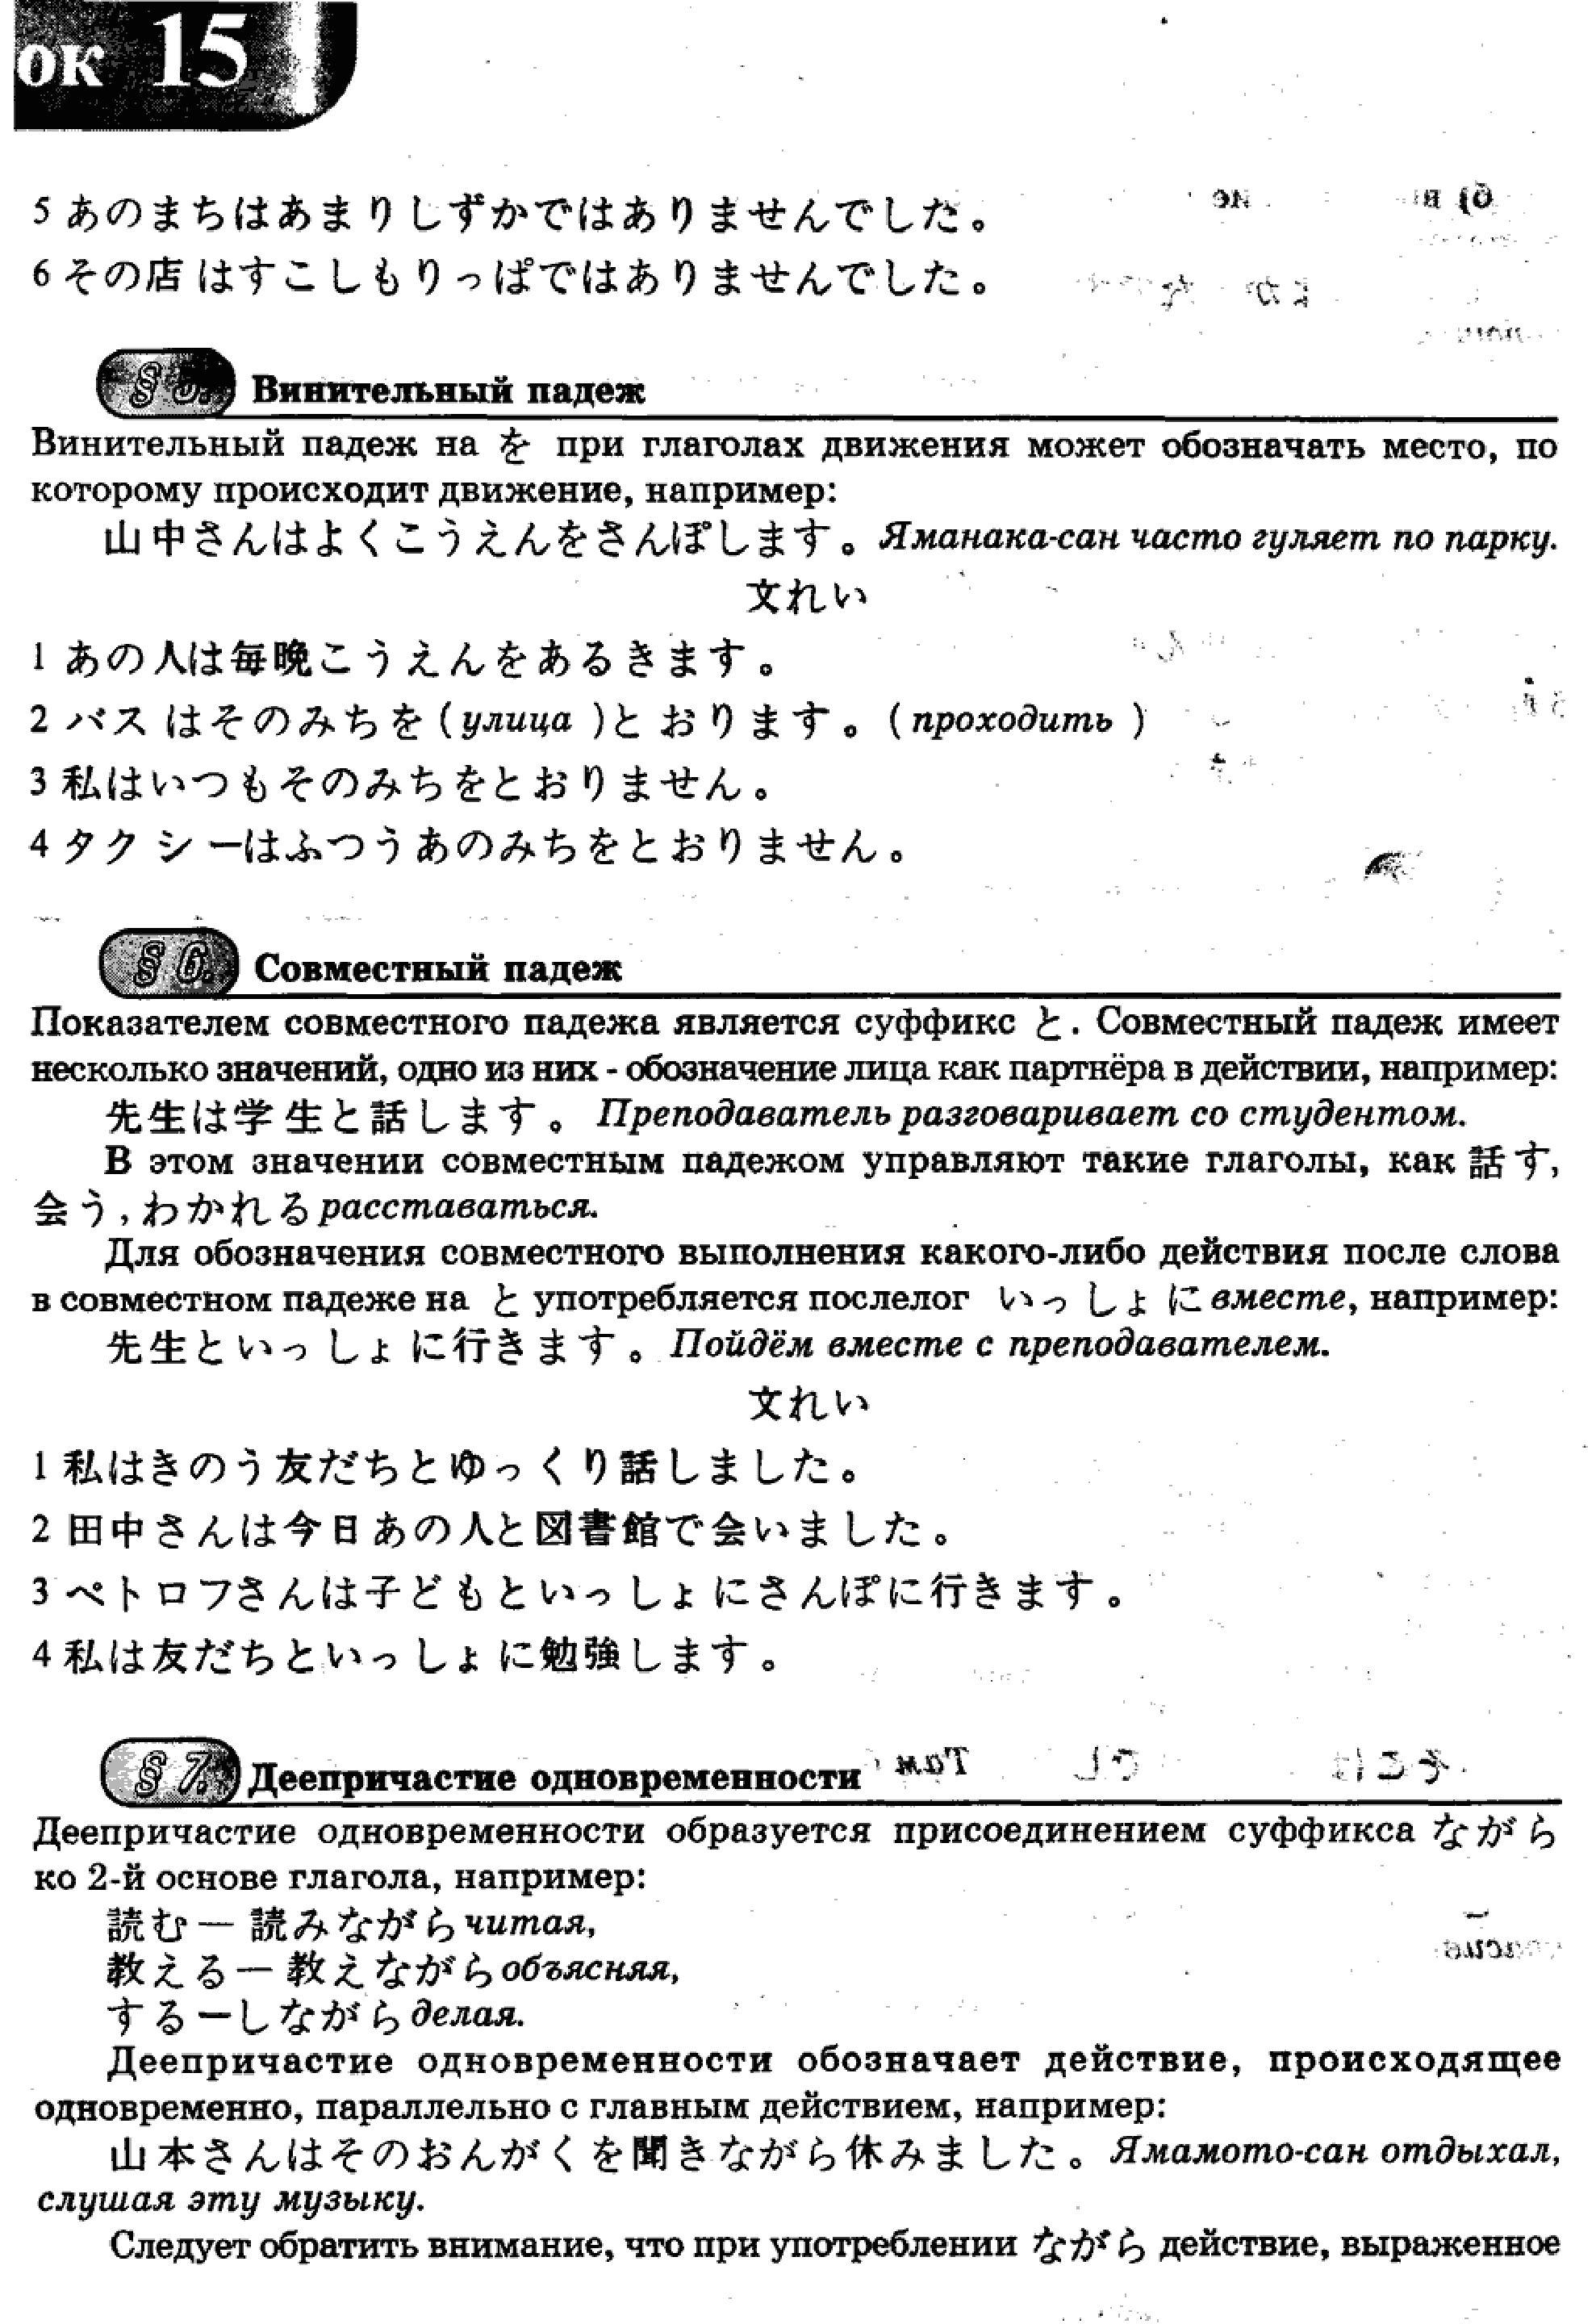 ок 15
5 あのまちはあまりしずかではありませんでした。
6 その店はすこしもりっぱではありませんでした。
§ 5. Винительный падеж
Винительный падеж на を при глаголах движения может обозначать место, по
которому происходит движение, например:
山中さんはよくこうえんをさんぽします。Яманака-сан часто гуляет по парку.
文れい
1 あの人は毎晩こうえんをあるきます。
2 バスはそのみちを(улица)とおります。(проходить)
3 私はいつもそのみちをとおりません。
4 タクシーはふつうあのみちをとおりません。
§ 6. Совместный падеж
Показателем совместного падежа является суффикс と. Совместный падеж имеет
несколько значений, одно из них - обозначение лица как партнёра в действии, например:
先生は学生と話します。Преподаватель разговаривает со студентом.
В этом значении совместным падежом управляют такие глаголы, как 話す,
会う, わかれる расставаться.
Для обозначения совместного выполнения какого-либо действия после слова
в совместном падеже на と употребляется послелог いっしょに вместе, например:
先生といっしょに行きます。Пойдём вместе с преподавателем.
文れい
1 私はきのう友だちとゆっくり話しました。
2 田中さんは今日あの人と図書館で会いました。
3 ペトロフさんは子どもといっしょにさんぽに行きます。
4 私は友だちといっしょに勉強します。
§ 7. Деепричастие одновременности
Деепричастие одновременности образуется присоединением суффикса ながら
ко 2-й основе глагола, например:
読む — 読みながら читая,
教える — 教えながら объясняя,
する — しながら делая.
Деепричастие одновременности обозначает действие, происходящее
одновременно, параллельно с главным действием, например:
山本さんはそのおんがくを聞きながら休みました。Ямамото-сан отдыхал,
слушая эту музыку.
Следует обратить внимание, что при употреблении ながら действие, выраженное